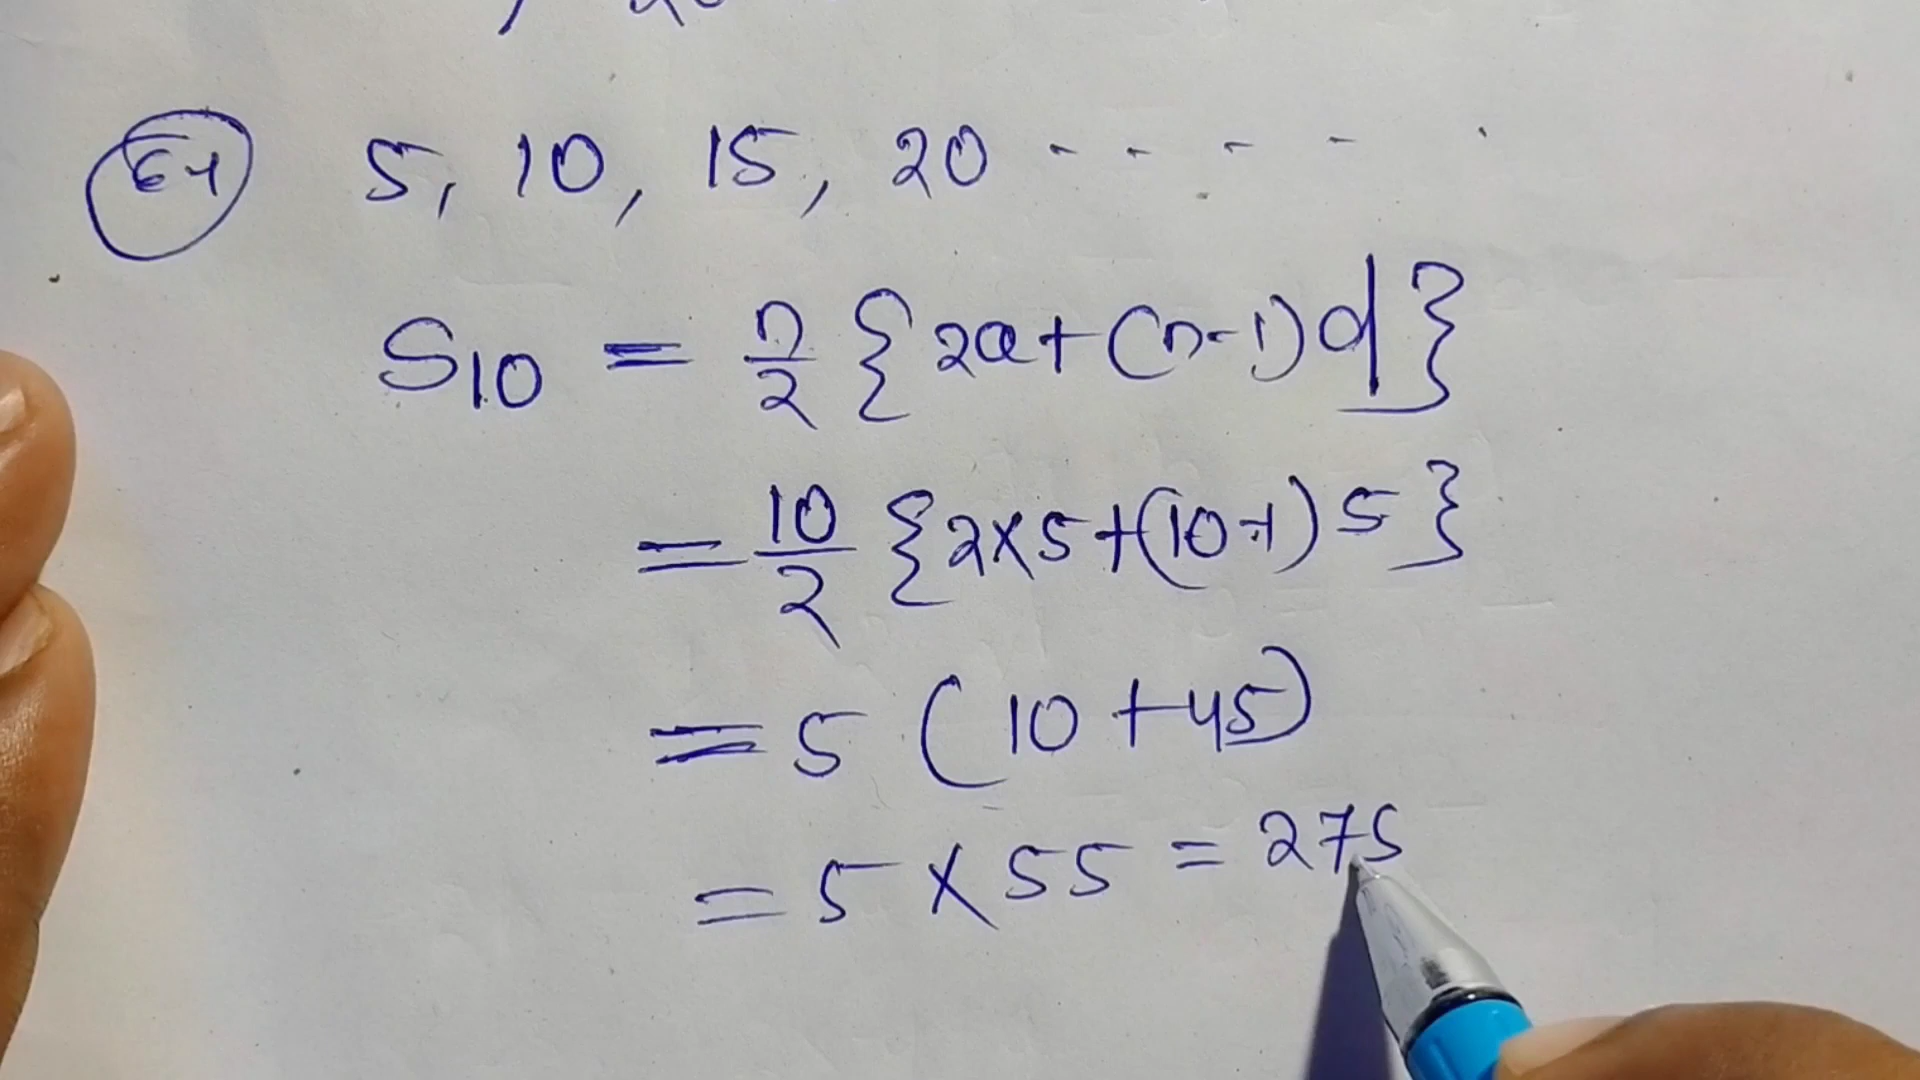 Ex 5, 10, 15, 20 - - - -
S10 = n/2 {2a+(n-1)d}
= 10/2 {2×5+(10-1)5}
= 5 (10+45)
= 5 × 55 = 275